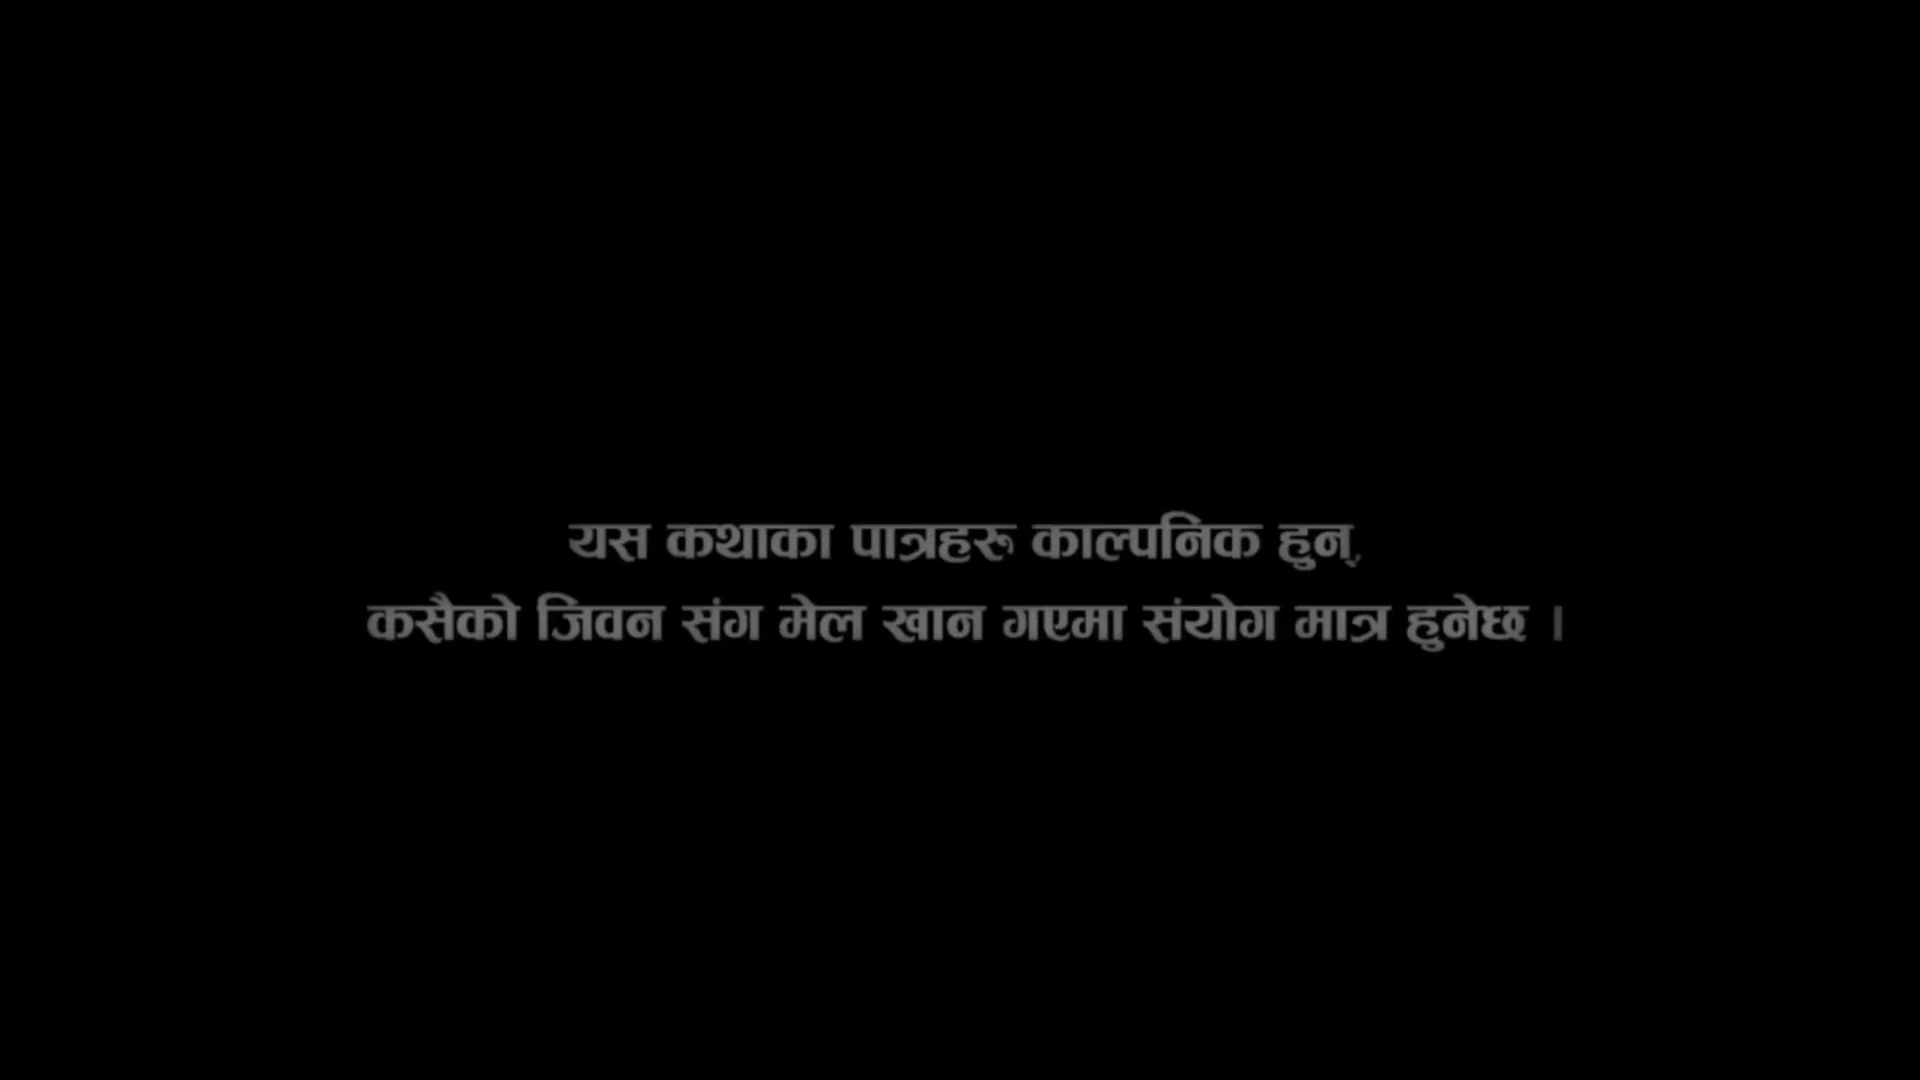 यस कथाका पात्रहरु काल्पनिक हुन्,
कसैको जिवन संग मेल खान गएमा संयोग मात्र हुनेछ ।